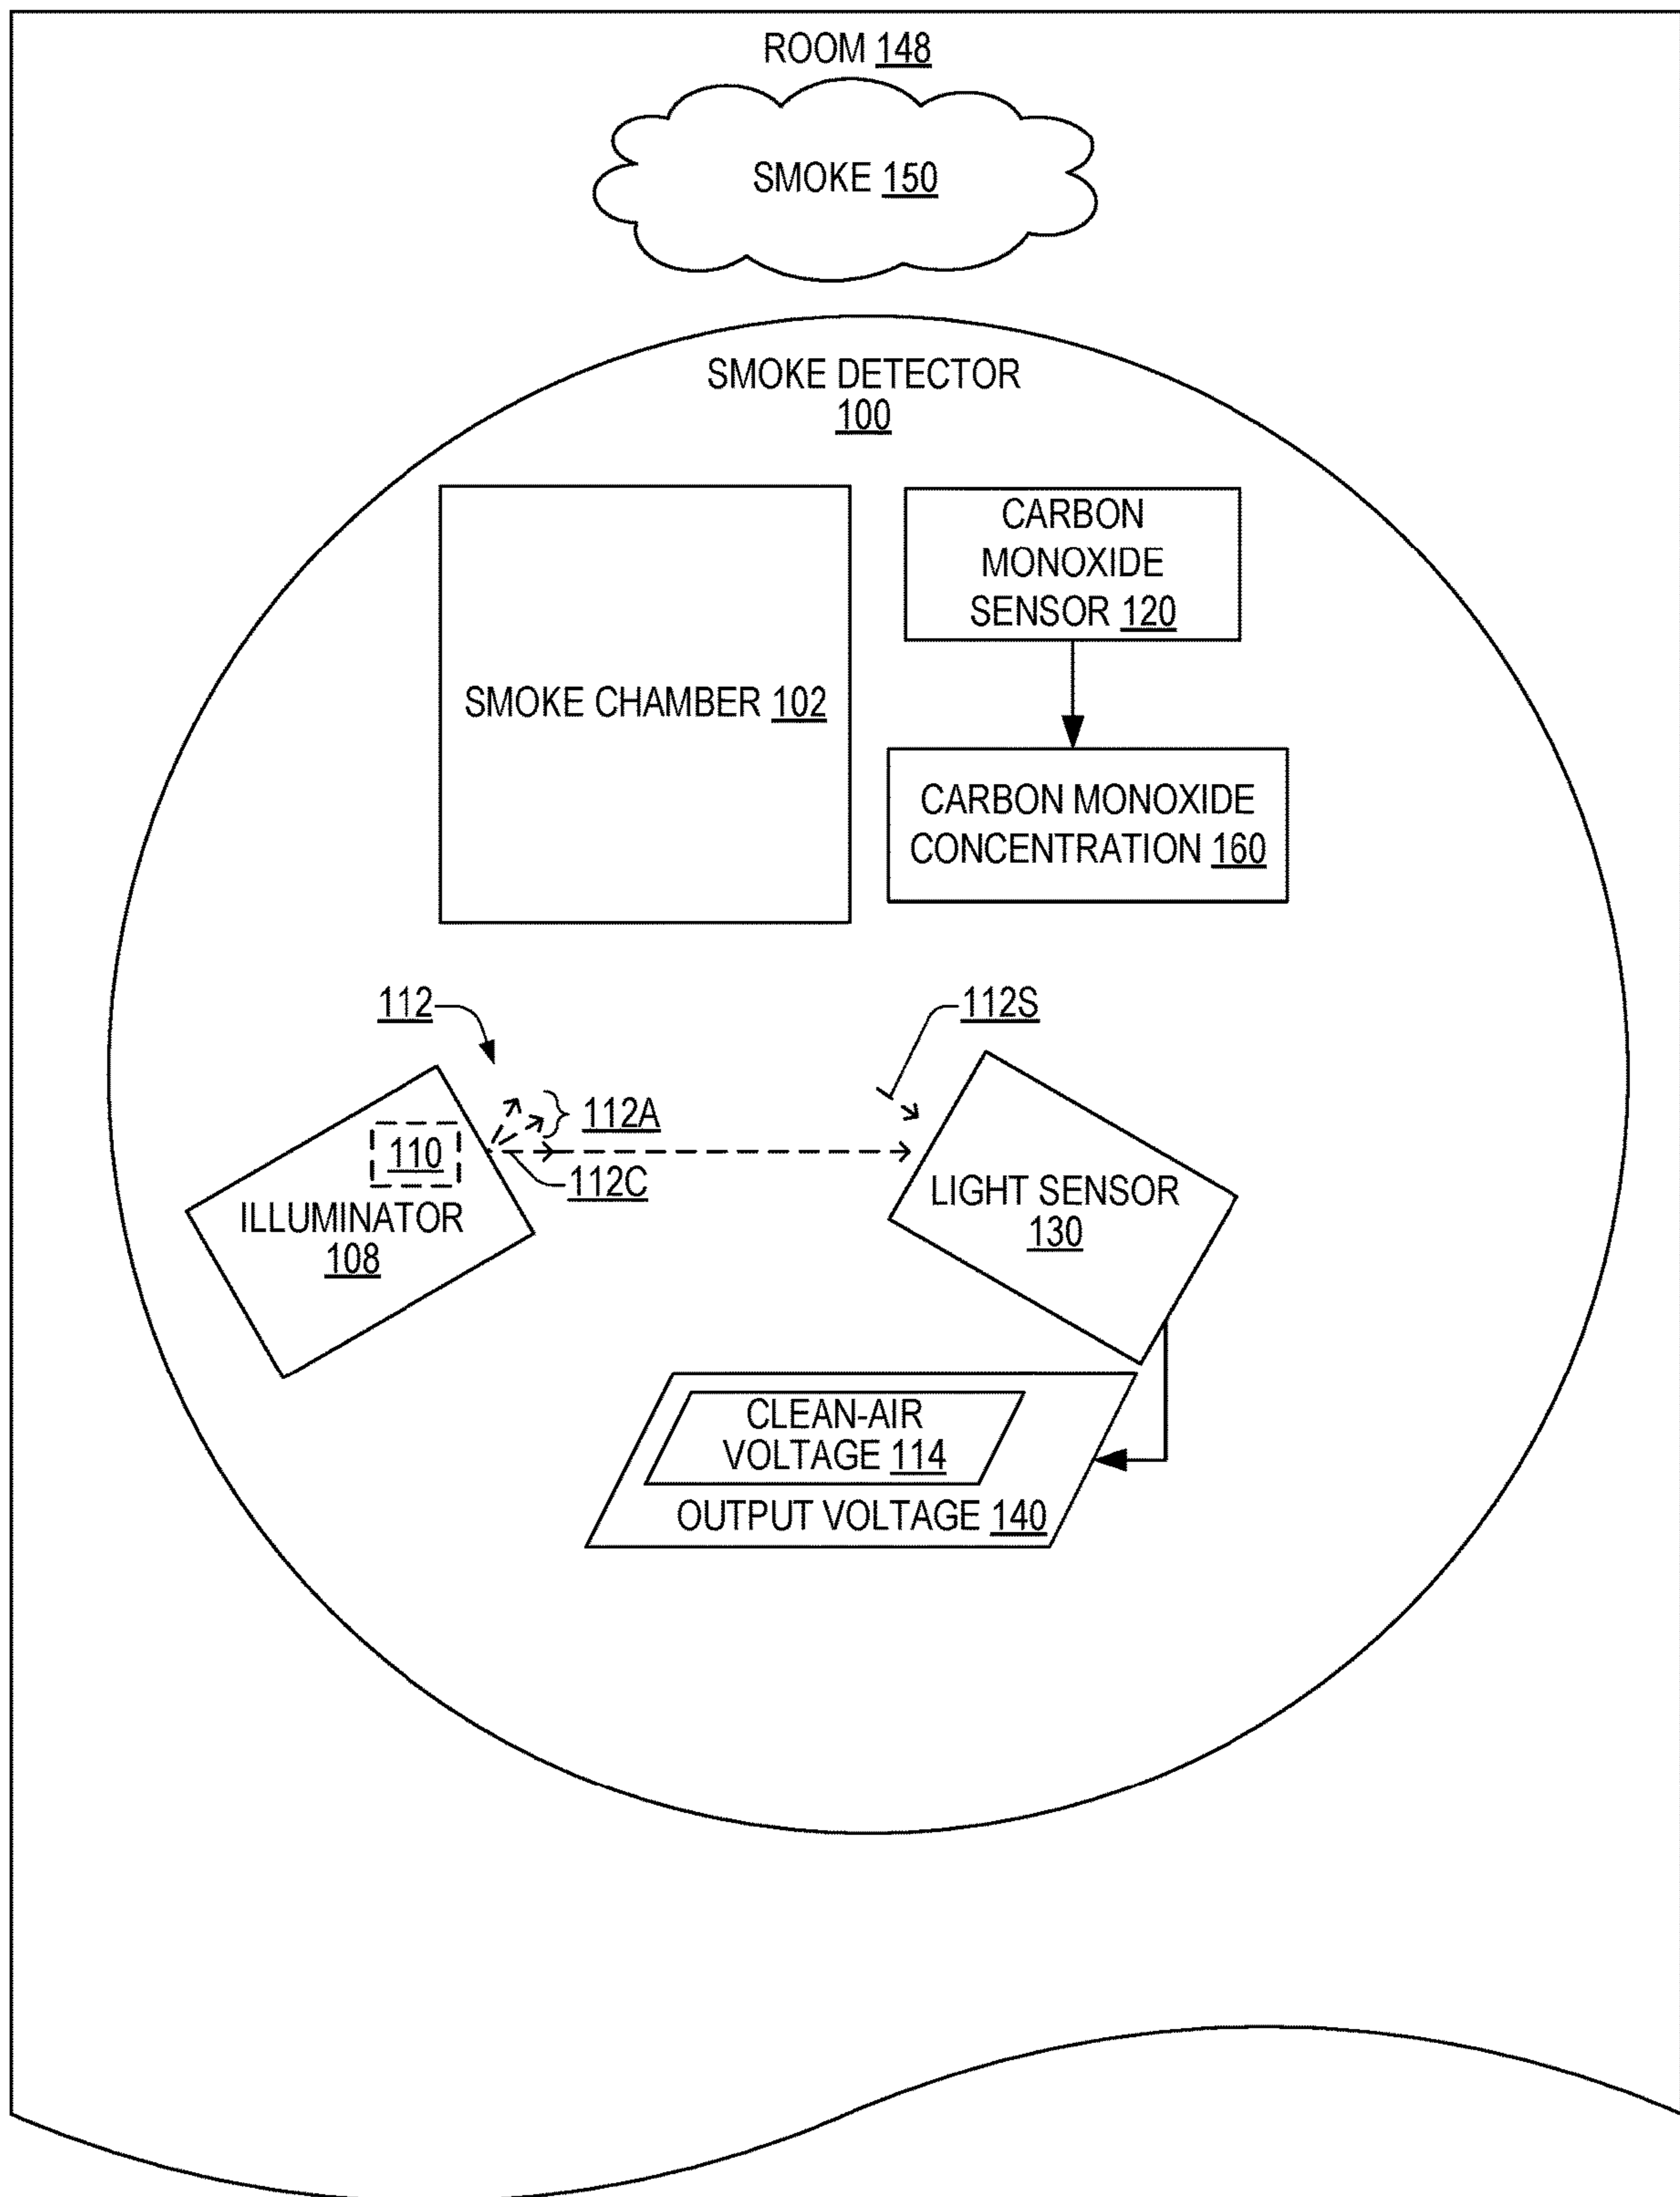 ROOM 148
SMOKE 150
SMOKE DETECTOR
100
CARBON
MONOXIDE
SENSOR 120
SMOKE CHAMBER 102
CARBON MONOXIDE
CONCENTRATION 160
112
112S
112A
110
112C
ILLUMINATOR
108
LIGHT SENSOR
130
CLEAN-AIR
VOLTAGE 114
OUTPUT VOLTAGE 140